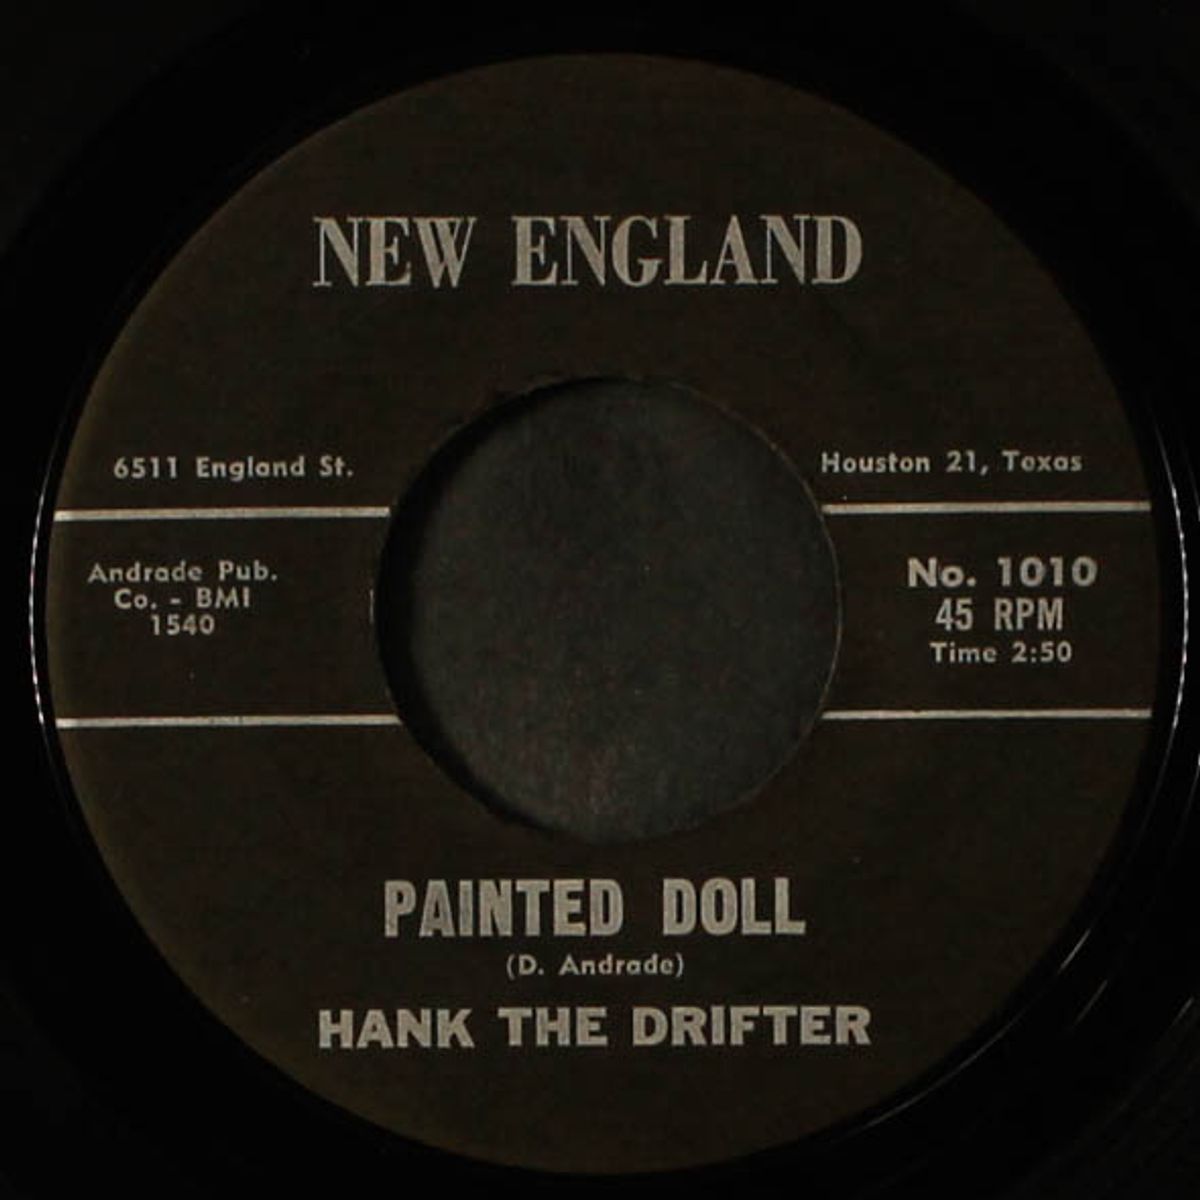 NEW ENGLAND
6511 England St.
Houston 21, Texas
Andrade Pub.
Co. - BMI
1540
No. 1010
45 RPM
Time 2:50
PAINTED DOLL
(D. Andrade)
HANK THE DRIFTER